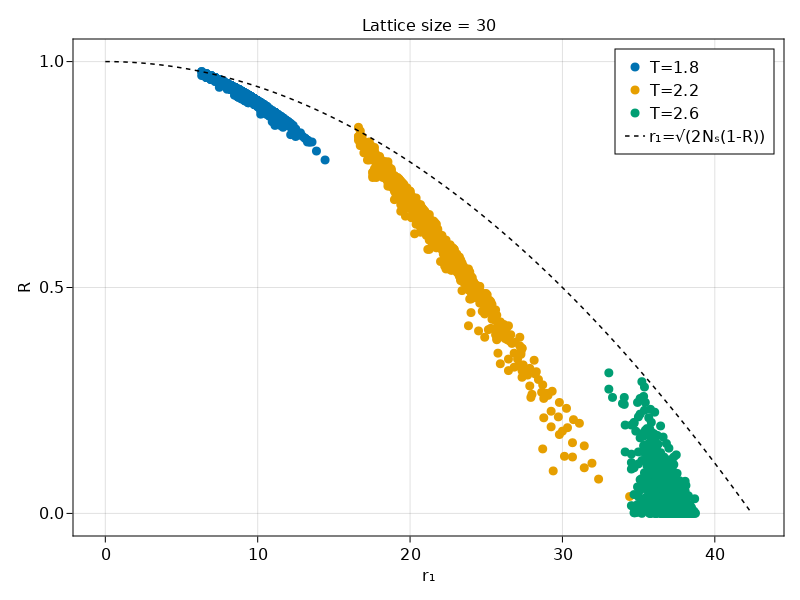 Lattice size = 30
T=1.8
T=2.2
T=2.6
r₁=√(2Nₛ(1-R))
R
1.0
0.5
0.0
0 10 20 30 40
r₁